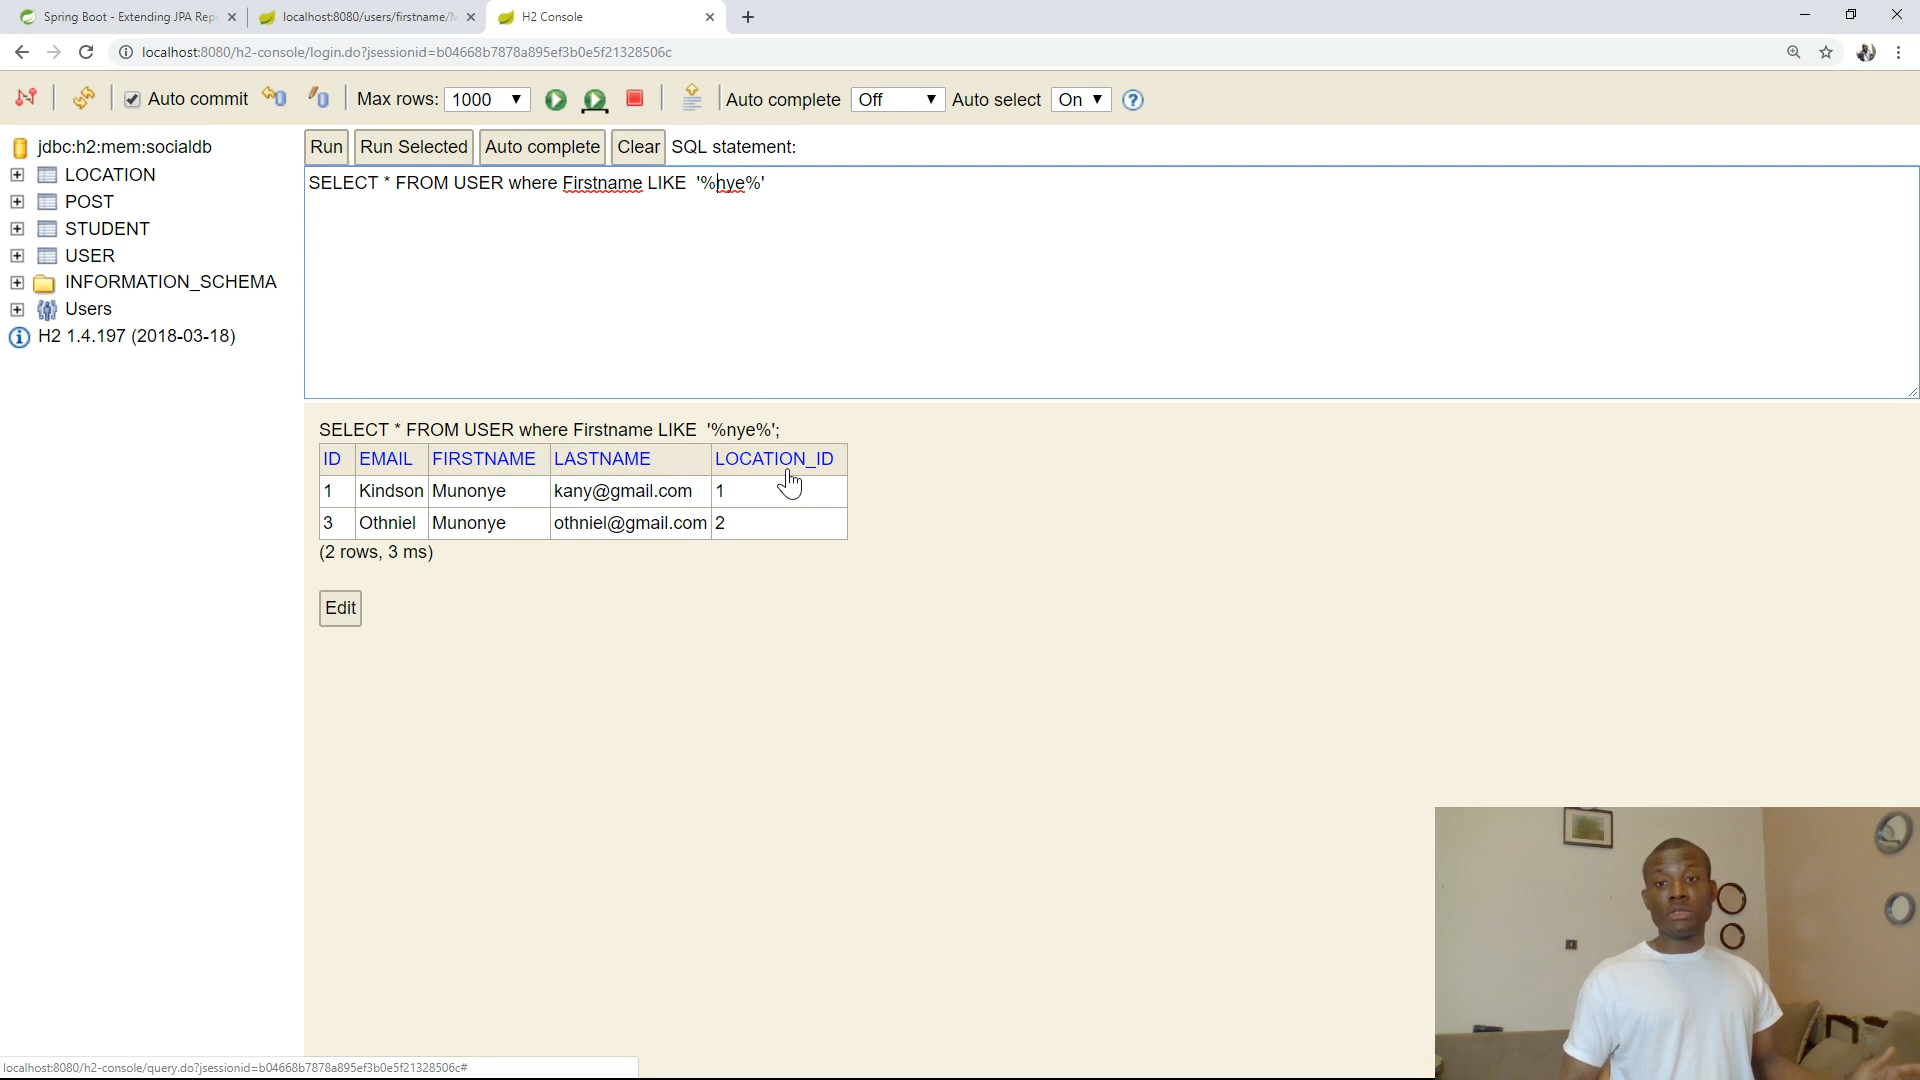 Spring Boot - Extending JPA Rep
localhost:8080/users/firstname/
H2 Console
localhost:8080/h2-console/login.do?jsessionid=b04668b7878a895ef3b0e5f21328506c
Auto commit
Max rows: 1000
Auto complete Off
Auto select On
jdbc:h2:mem:socialdb
LOCATION
POST
STUDENT
USER
INFORMATION_SCHEMA
Users
H2 1.4.197 (2018-03-18)
Run Run Selected Auto complete Clear SQL statement:
SELECT * FROM USER where Firstname LIKE '%nye%'
SELECT * FROM USER where Firstname LIKE '%nye%';
ID EMAIL FIRSTNAME LASTNAME LOCATION_ID
1 Kindson Munonye kany@gmail.com 1
3 Othniel Munonye othniel@gmail.com 2
(2 rows, 3 ms)
Edit
localhost:8080/h2-console/query.do?jsessionid=b04668b7878a895ef3b0e5f21328506c#